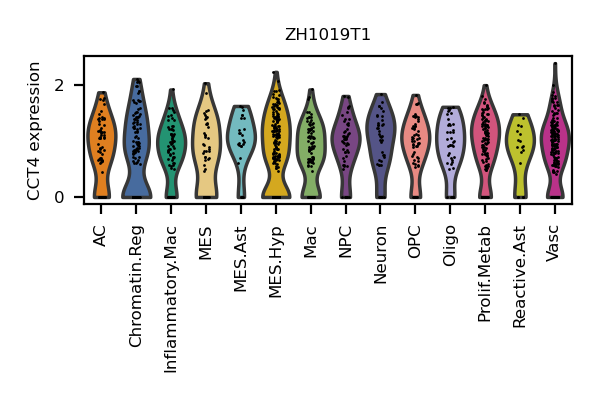 ZH1019T1
CCT4 expression
2
0
AC
Chromatin.Reg
Inflammatory.Mac
MES
MES.Ast
MES.Hyp
Mac
NPC
Neuron
OPC
Oligo
Prolif.Metab
Reactive.Ast
Vasc